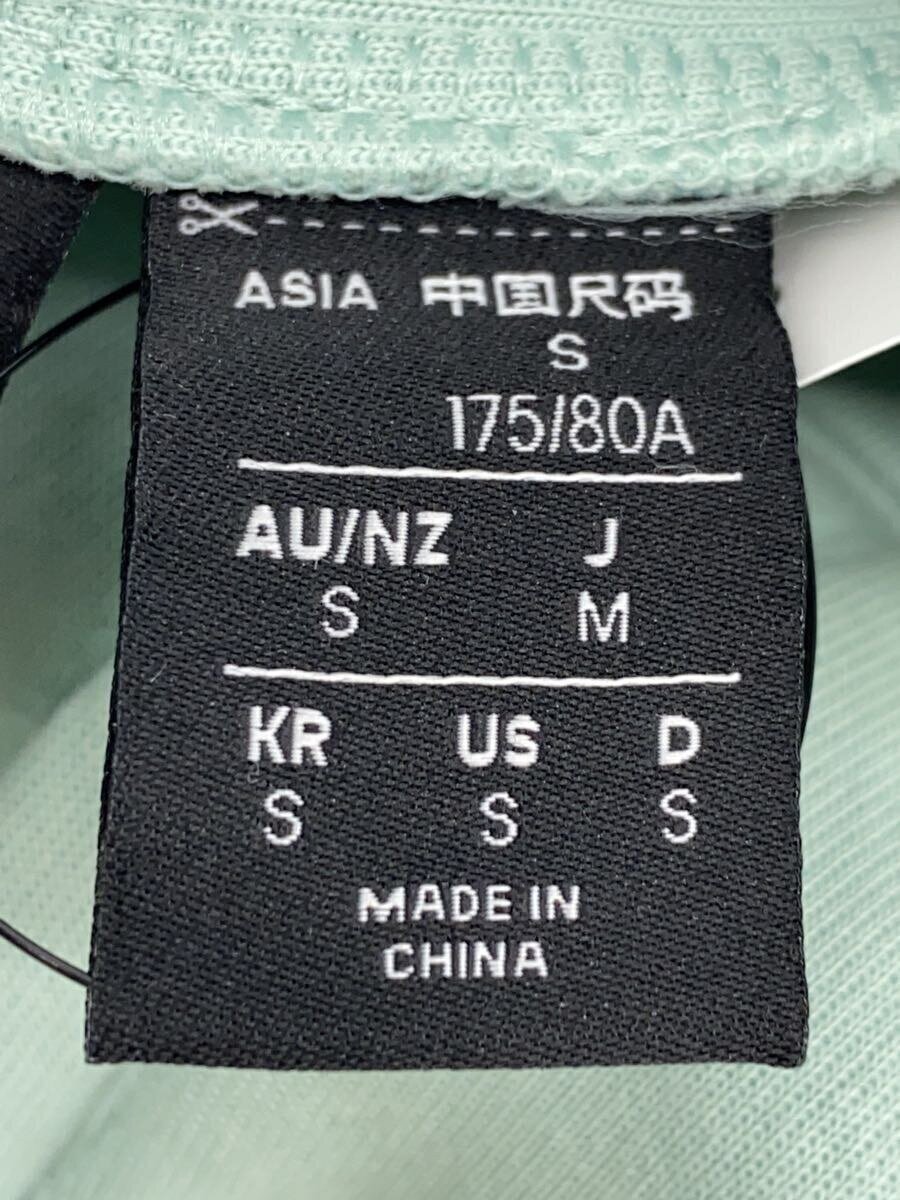 ASIA 中国尺码
S
175/80A
AU/NZ J
S M
KR US D
S S S
MADE IN
CHINA